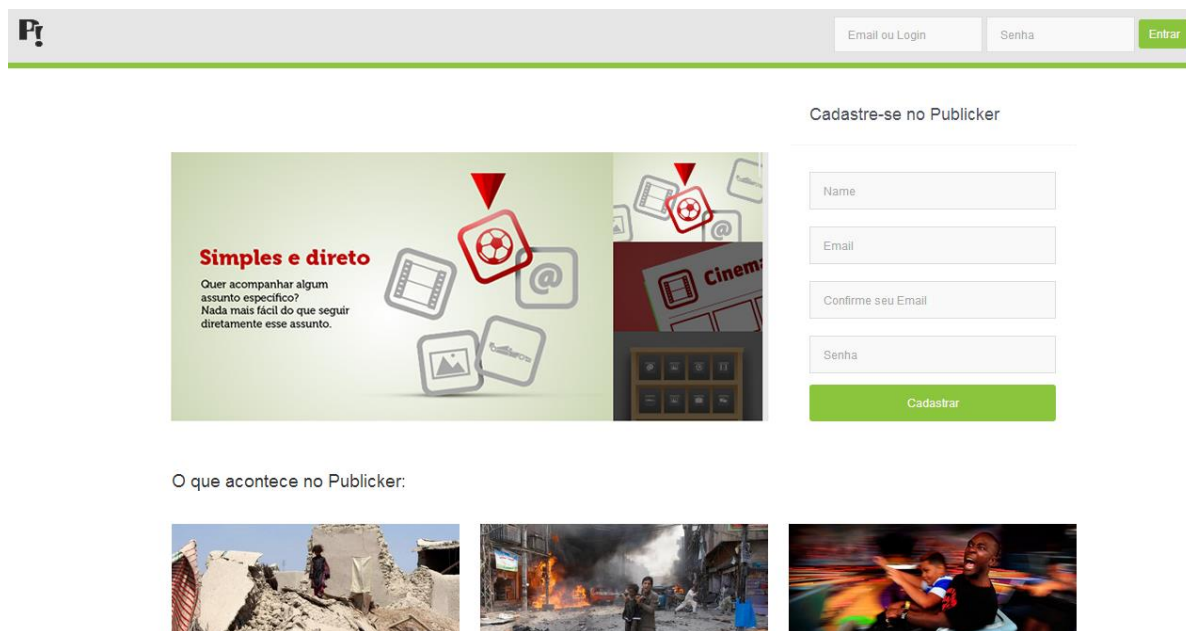 P!
Email ou Login
Senha
Entrar
Cadastre-se no Publicker
Simples e direto
Quer acompanhar algum
assunto específico?
Nada mais fácil do que seguir
diretamente esse assunto.
@
@
Cinema
Name
Email
Confirme seu Email
Senha
Cadastrar
O que acontece no Publicker: